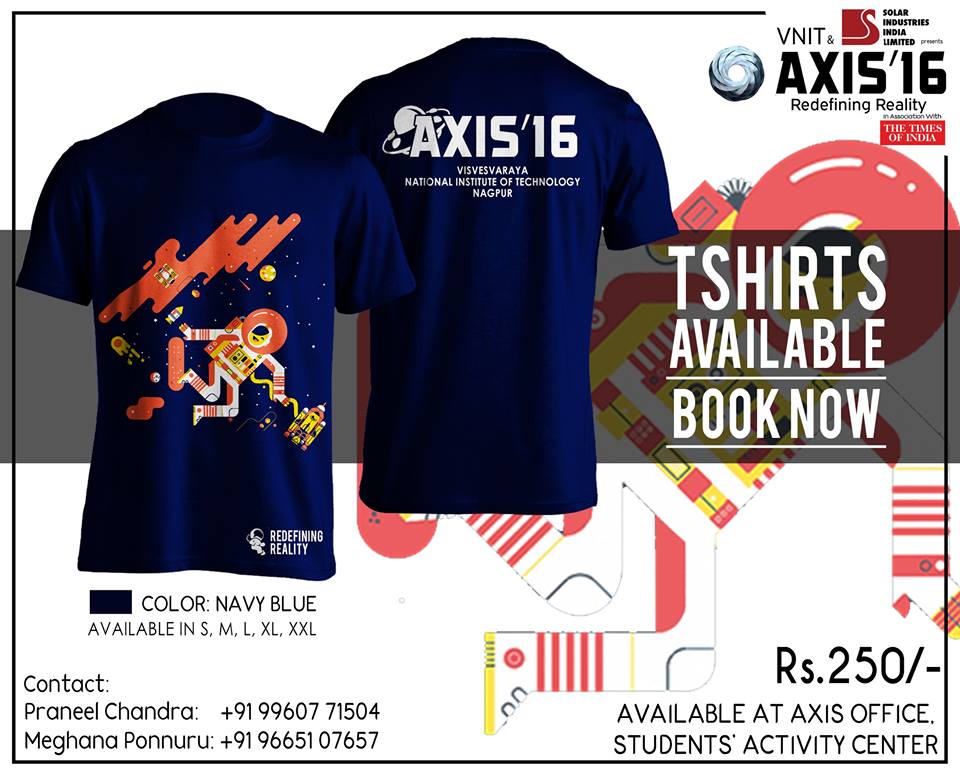 VNIT &
SOLAR
INDUSTRIES
INDIA
LIMITED presents
AXIS'16
Redefining Reality
In Association With
THE TIMES
OF INDIA
AXIS'16
VISVESVARAYA
NATIONAL INSTITUTE OF TECHNOLOGY
NAGPUR
TSHIRTS
AVAILABLE
BOOK NOW
REDEFINING
REALITY
COLOR: NAVY BLUE
AVAILABLE IN S, M, L, XL, XXL
Contact:
Praneel Chandra: +91 99607 71504
Meghana Ponnuru: +91 96651 07657
Rs.250/-
AVAILABLE AT AXIS OFFICE,
STUDENTS' ACTIVITY CENTER